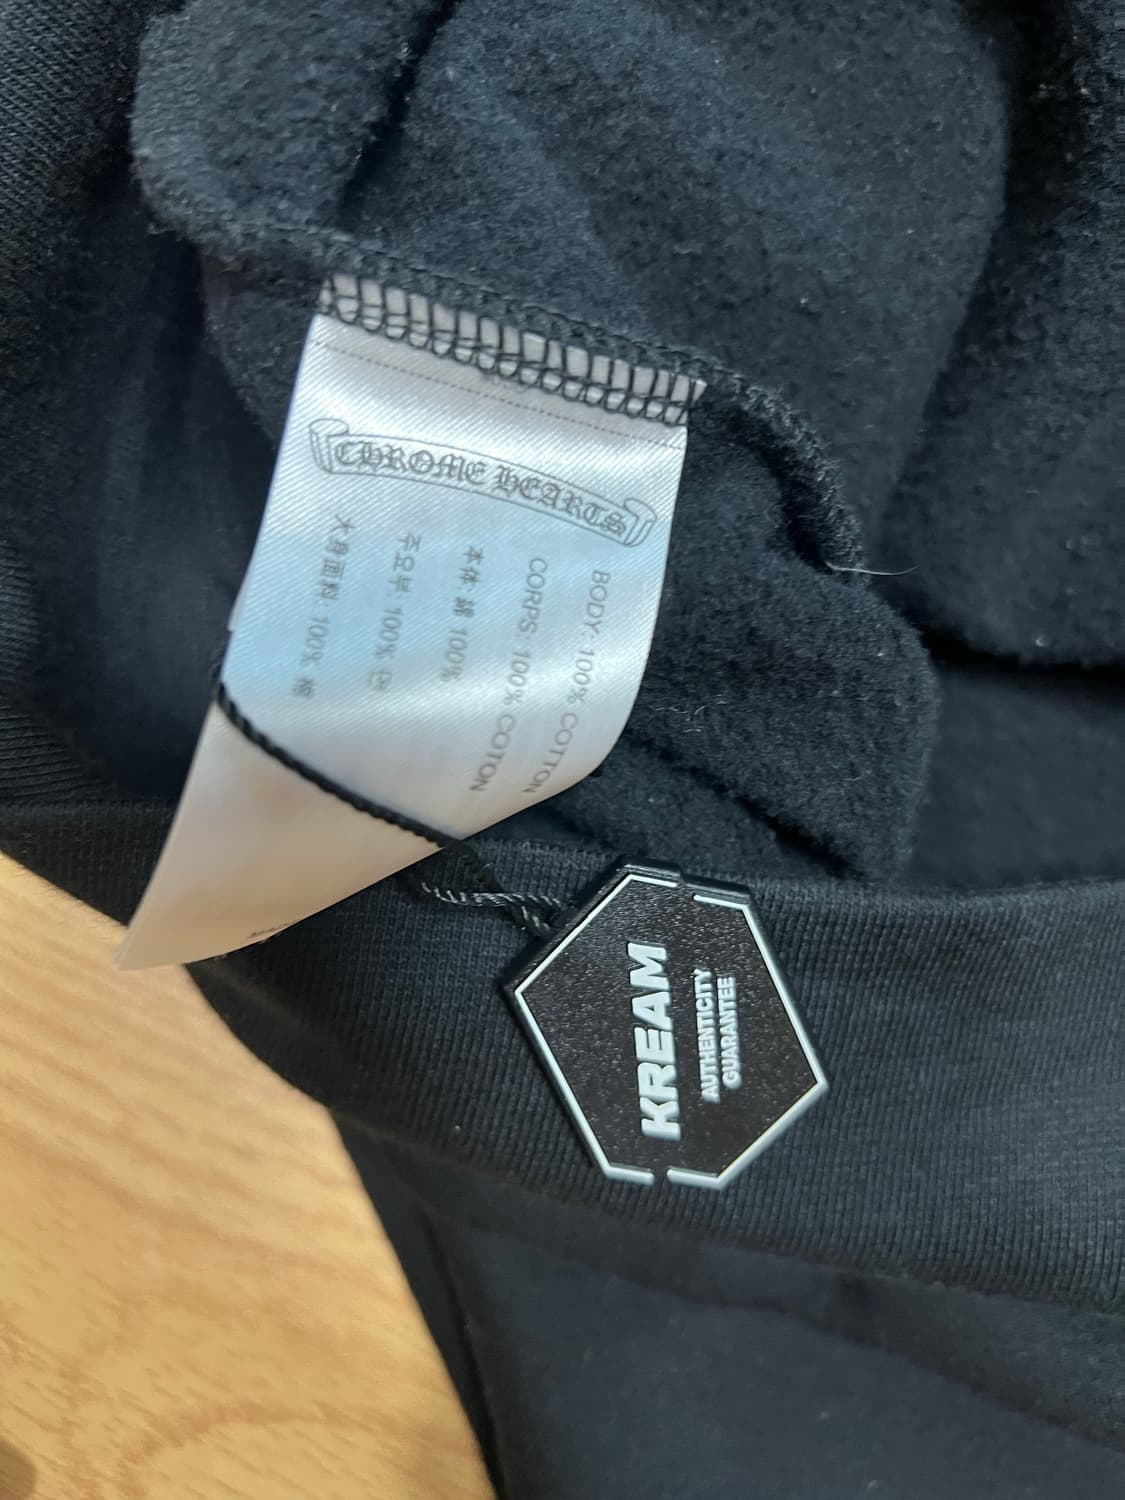 CHROME HEARTS
BODY: 100% COTTON
CORPS: 100% COTON
本体: 綿 100%
주요부: 100% 면
大身面料: 100% 棉
KREAM
AUTHENTICITY
GUARANTEE